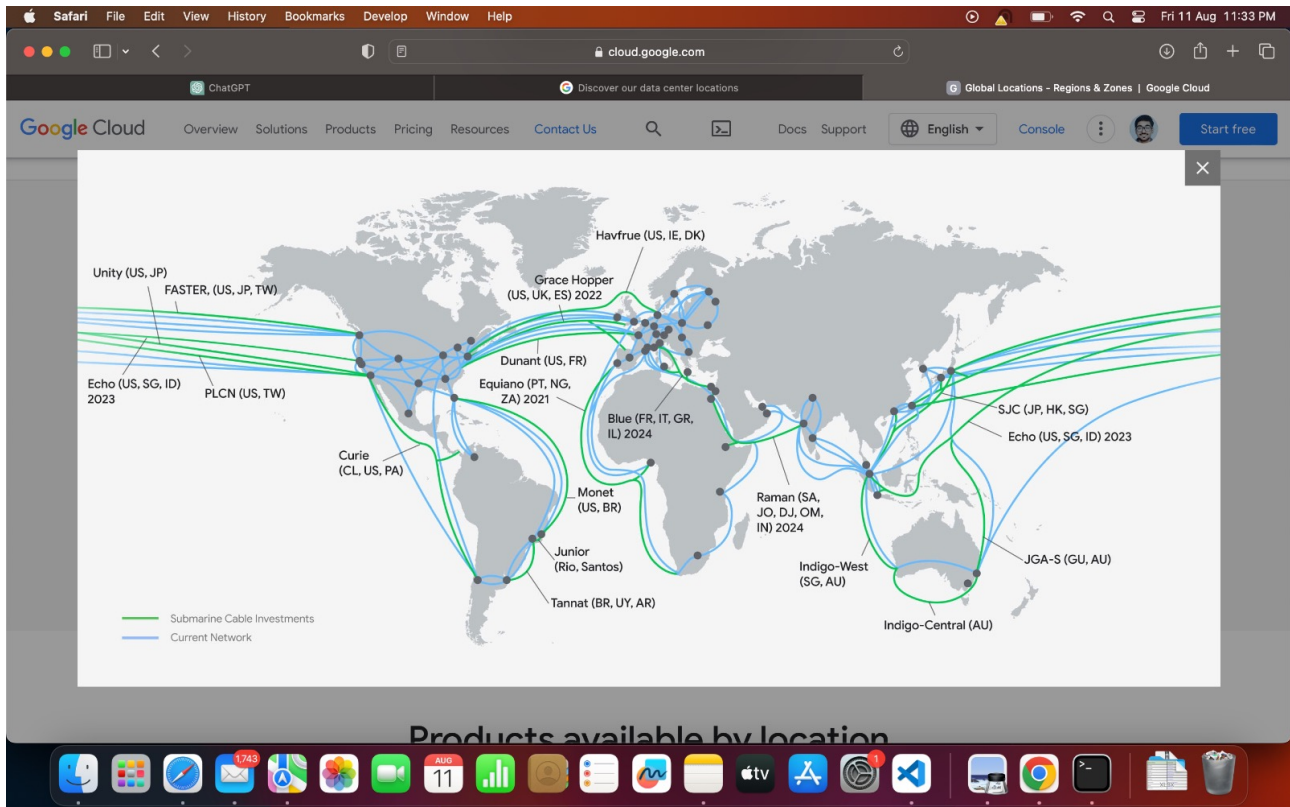 Safari File Edit View History Bookmarks Develop Window Help Fri 11 Aug 11:33 PM
cloud.google.com
ChatGPT
Discover our data center locations
G Global Locations - Regions & Zones | Google Cloud
Google Cloud Overview Solutions Products Pricing Resources Contact Us Docs Support English Console Start free
Havfrue (US, IE, DK)
Unity (US, JP)
FASTER, (US, JP, TW)
Grace Hopper
(US, UK, ES) 2022
Echo (US, SG, ID)
2023
PLCN (US, TW)
Dunant (US, FR)
Equiano (PT, NG,
ZA) 2021
Blue (FR, IT, GR,
IL) 2024
SJC (JP, HK, SG)
Echo (US, SG, ID) 2023
Curie
(CL, US, PA)
Monet
(US, BR)
Raman (SA,
JO, DJ, OM,
IN) 2024
Junior
(Rio, Santos)
Tannat (BR, UY, AR)
Indigo-West
(SG, AU)
JGA-S (GU, AU)
Indigo-Central (AU)
Submarine Cable Investments
Current Network
Products available by location
1,743
AUG
11
tv
1